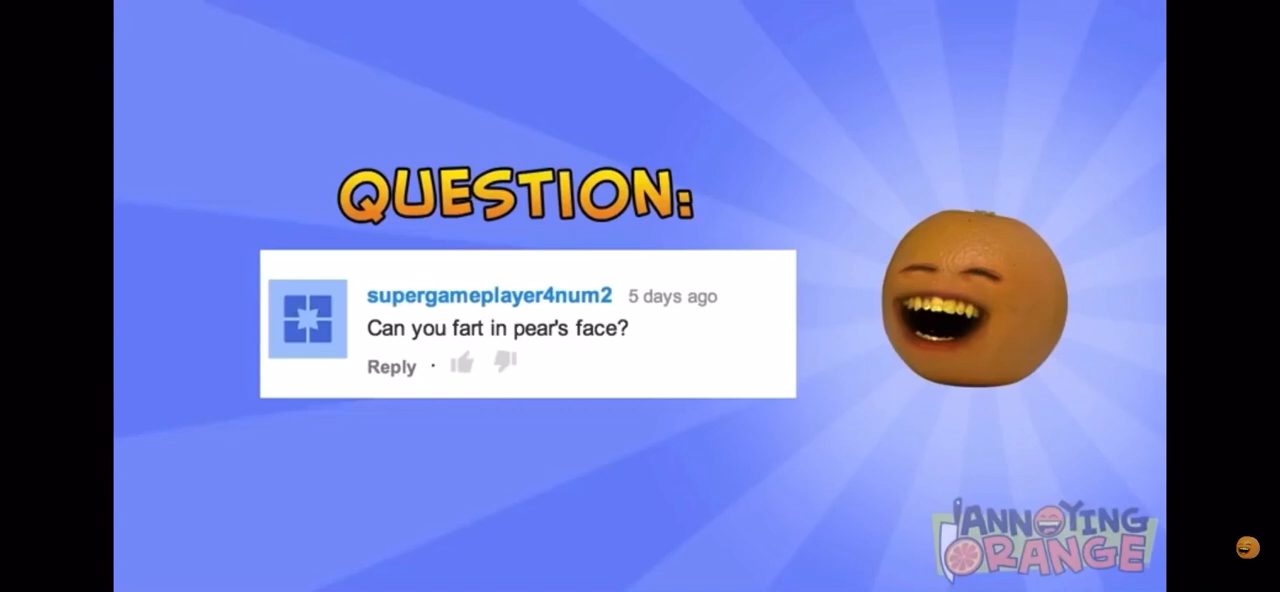 QUESTION:
supergameplayer4num2 5 days ago
Can you fart in pear's face?
Reply ·
ANNOYING
ORANGE